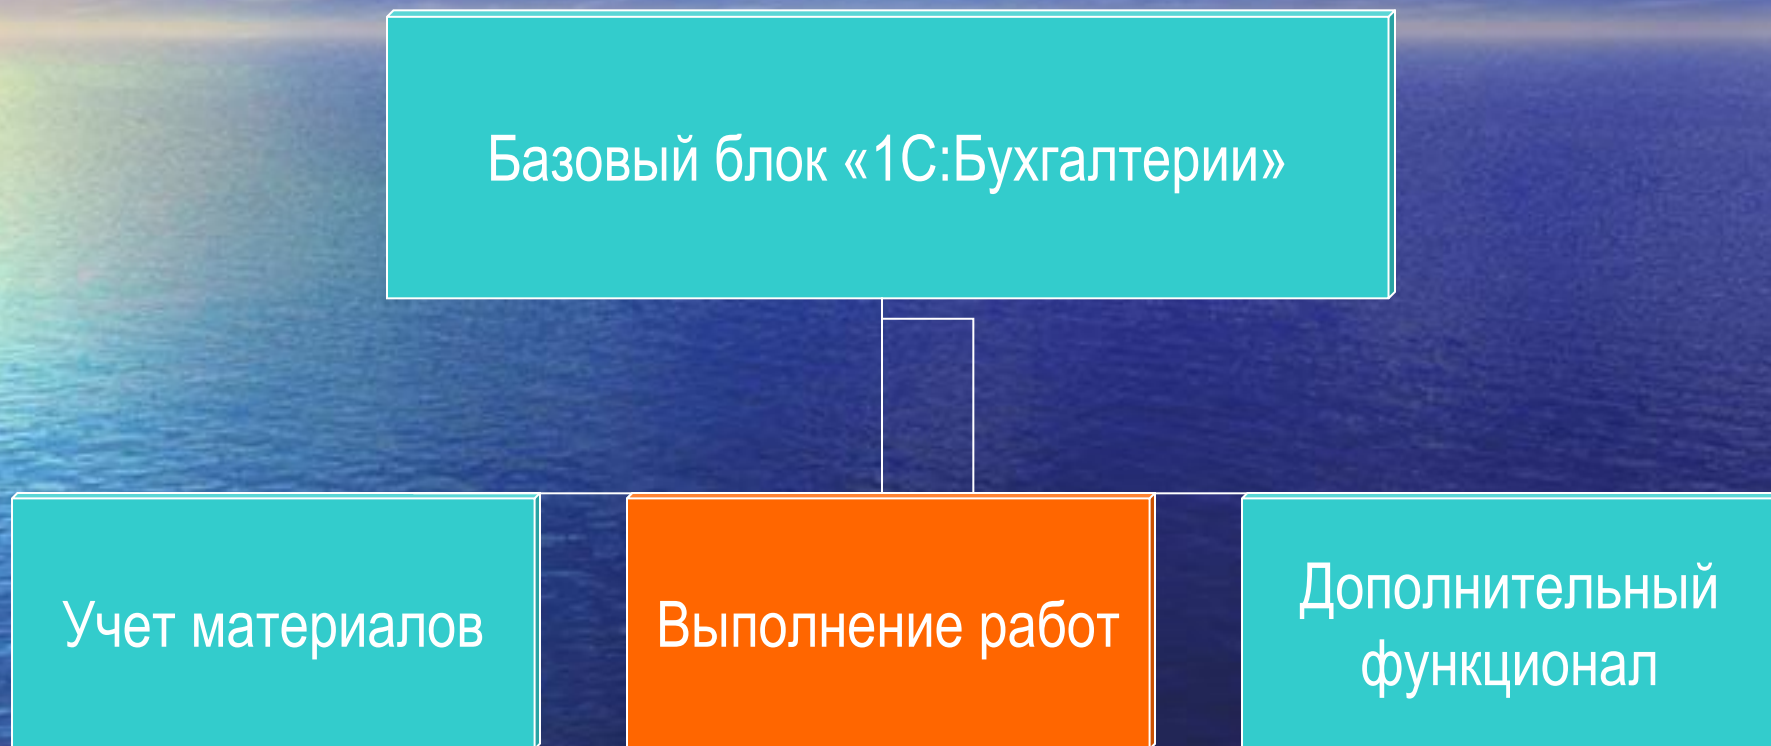 Базовый блок «1С:Бухгалтерии»
Учет материалов
Выполнение работ
Дополнительный
функционал